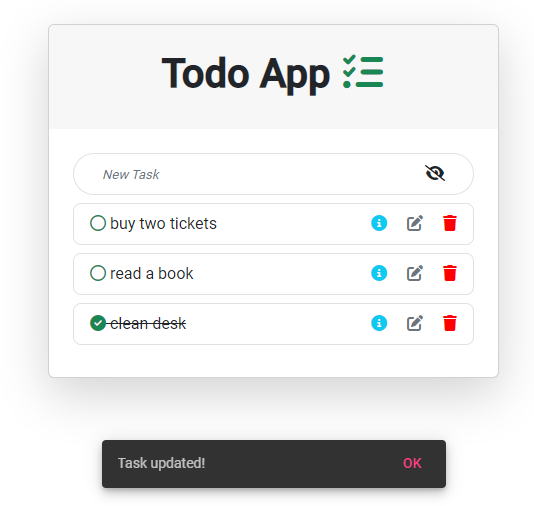 Todo App
New Task
buy two tickets
read a book
clean desk
Task updated! OK